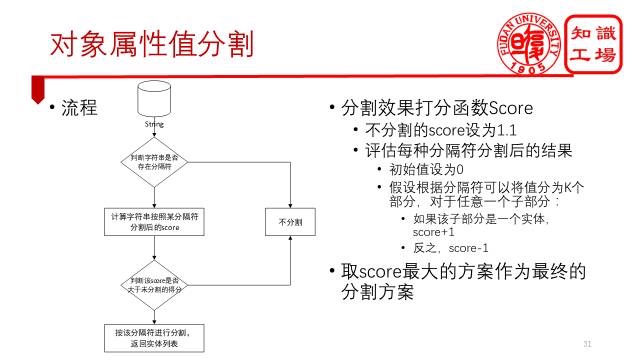 对象属性值分割
FUDAN UNIVERSITY
1905
知識
工場
• 流程
String
判断字符串是否
存在分隔符
计算字符串按照某分隔符
分割后的score
不分割
判断该score是否
大于未分割的得分
按该分隔符进行分割，
返回实体列表
• 分割效果打分函数Score
• 不分割的score设为1.1
• 评估每种分隔符分割后的结果
• 初始值设为0
• 假设根据分隔符可以将值分为K个
部分，对于任意一个子部分：
• 如果该子部分是一个实体，
score+1
• 反之，score-1
• 取score最大的方案作为最终的
分割方案
31